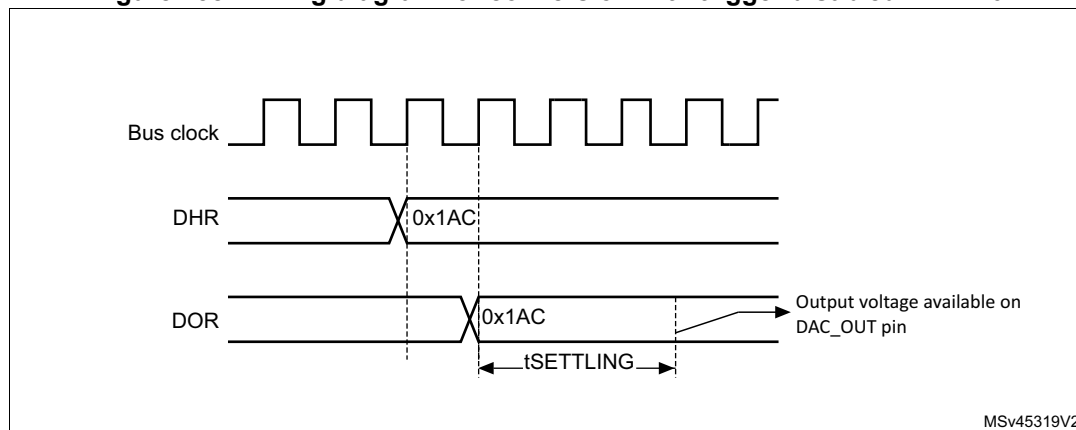 Bus clock
DHR
0x1AC
DOR
0x1AC
Output voltage available on
DAC_OUT pin
tSETTLING
MSv45319V2